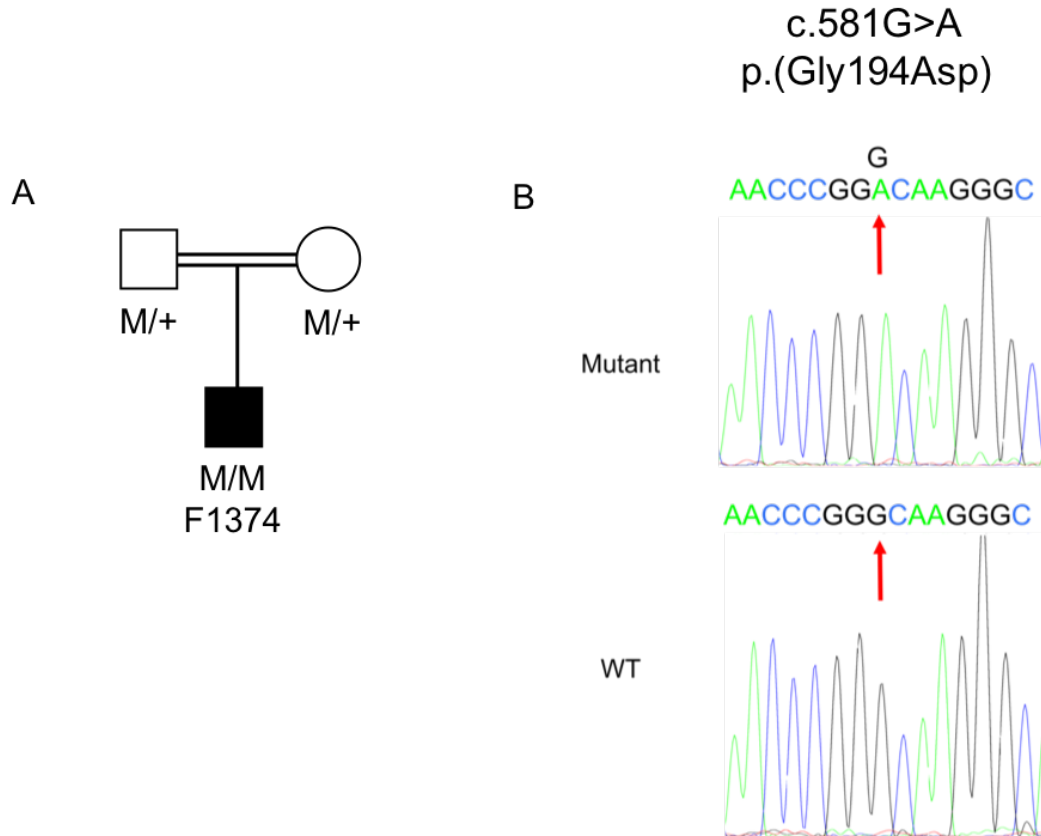 c.581G>A
p.(Gly194Asp)
A
M/+
M/+
M/M
F1374
B
G
AACCCGGACAAGGGC
Mutant
AACCCGGGCAAGGGC
WT